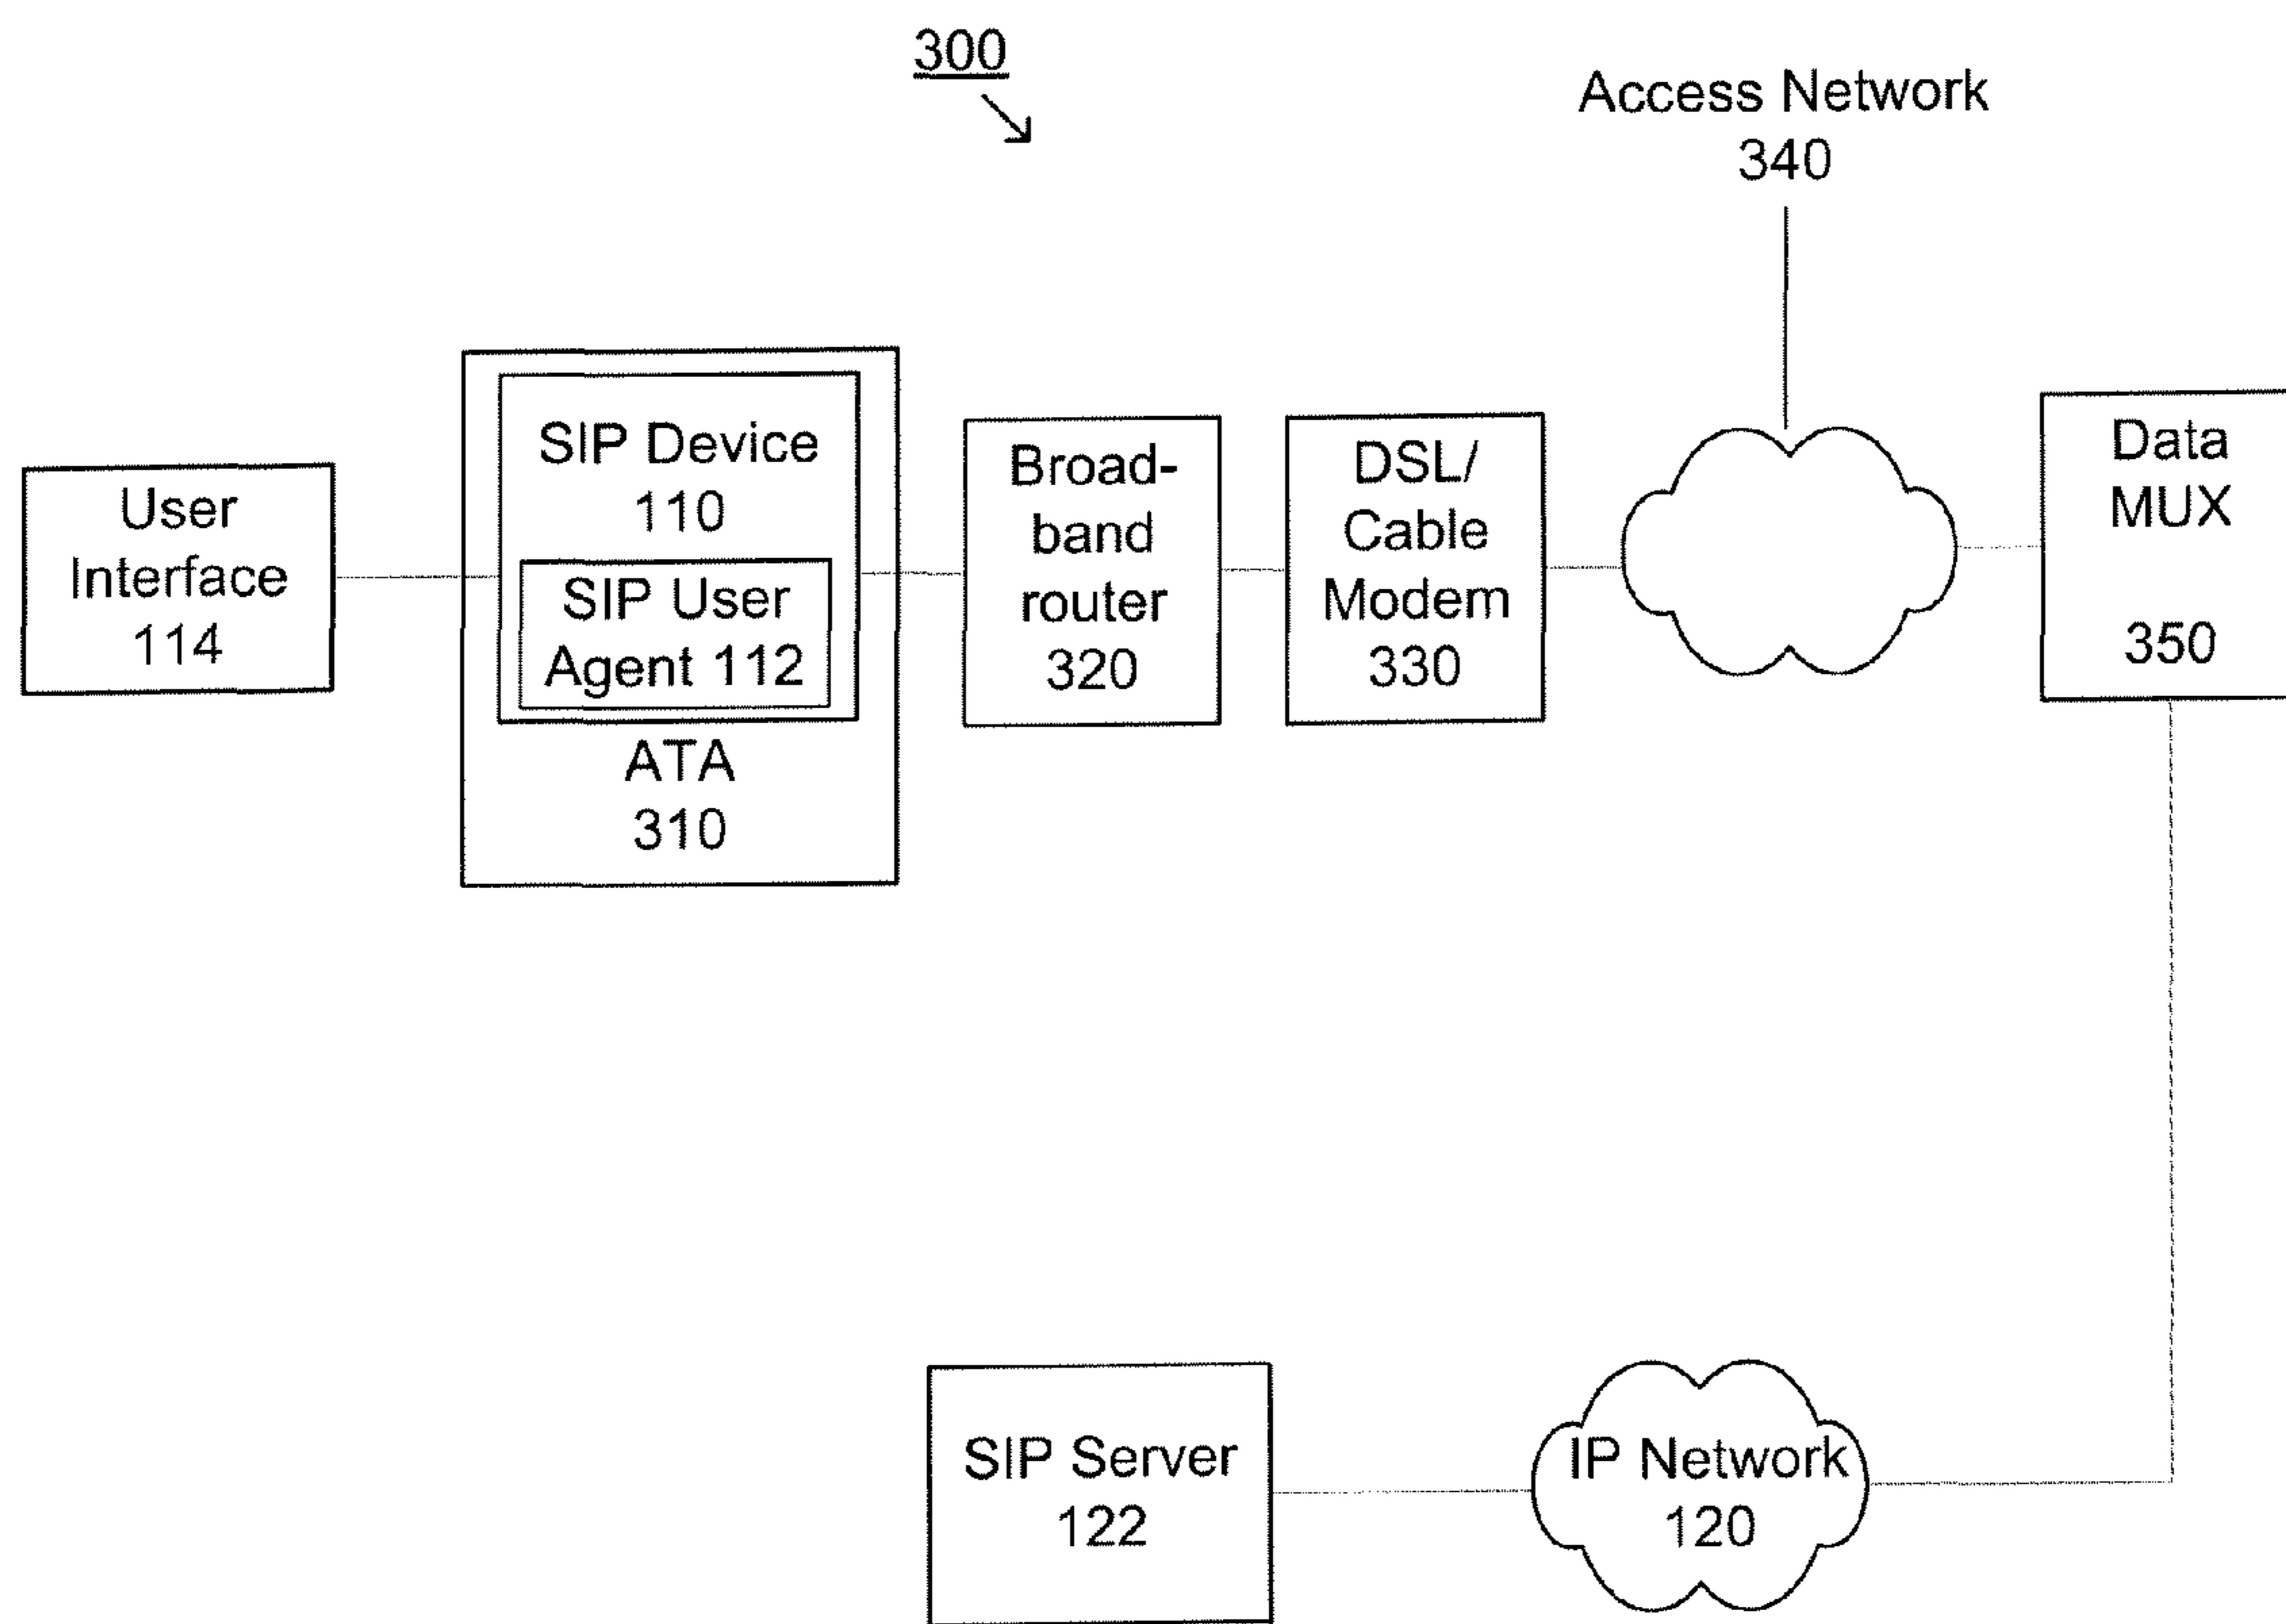 300
Access Network
340
User
Interface
114
SIP Device
110
SIP User
Agent 112
ATA
310
Broad-
band
router
320
DSL/
Cable
Modem
330
Data
MUX
350
SIP Server
122
IP Network
120